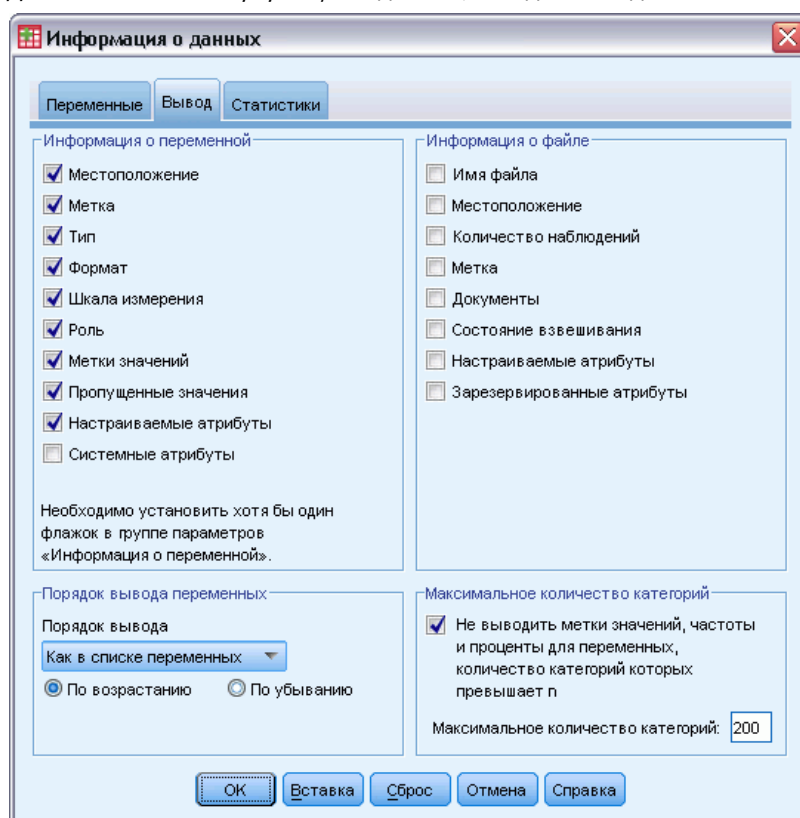 Информация о данных
Переменные Вывод Статистики
Информация о переменной
Местоположение
Метка
Тип
Формат
Шкала измерения
Роль
Метки значений
Пропущенные значения
Настраиваемые атрибуты
Системные атрибуты
Необходимо установить хотя бы один
флажок в группе параметров
«Информация о переменной».
Информация о файле
Имя файла
Местоположение
Количество наблюдений
Метка
Документы
Состояние взвешивания
Настраиваемые атрибуты
Зарезервированные атрибуты
Порядок вывода переменных
Порядок вывода
Как в списке переменных
По возрастанию По убыванию
Максимальное количество категорий
Не выводить метки значений, частоты
и проценты для переменных,
количество категорий которых
превышает n
Максимальное количество категорий: 200
OK Вставка Сброс Отмена Справка